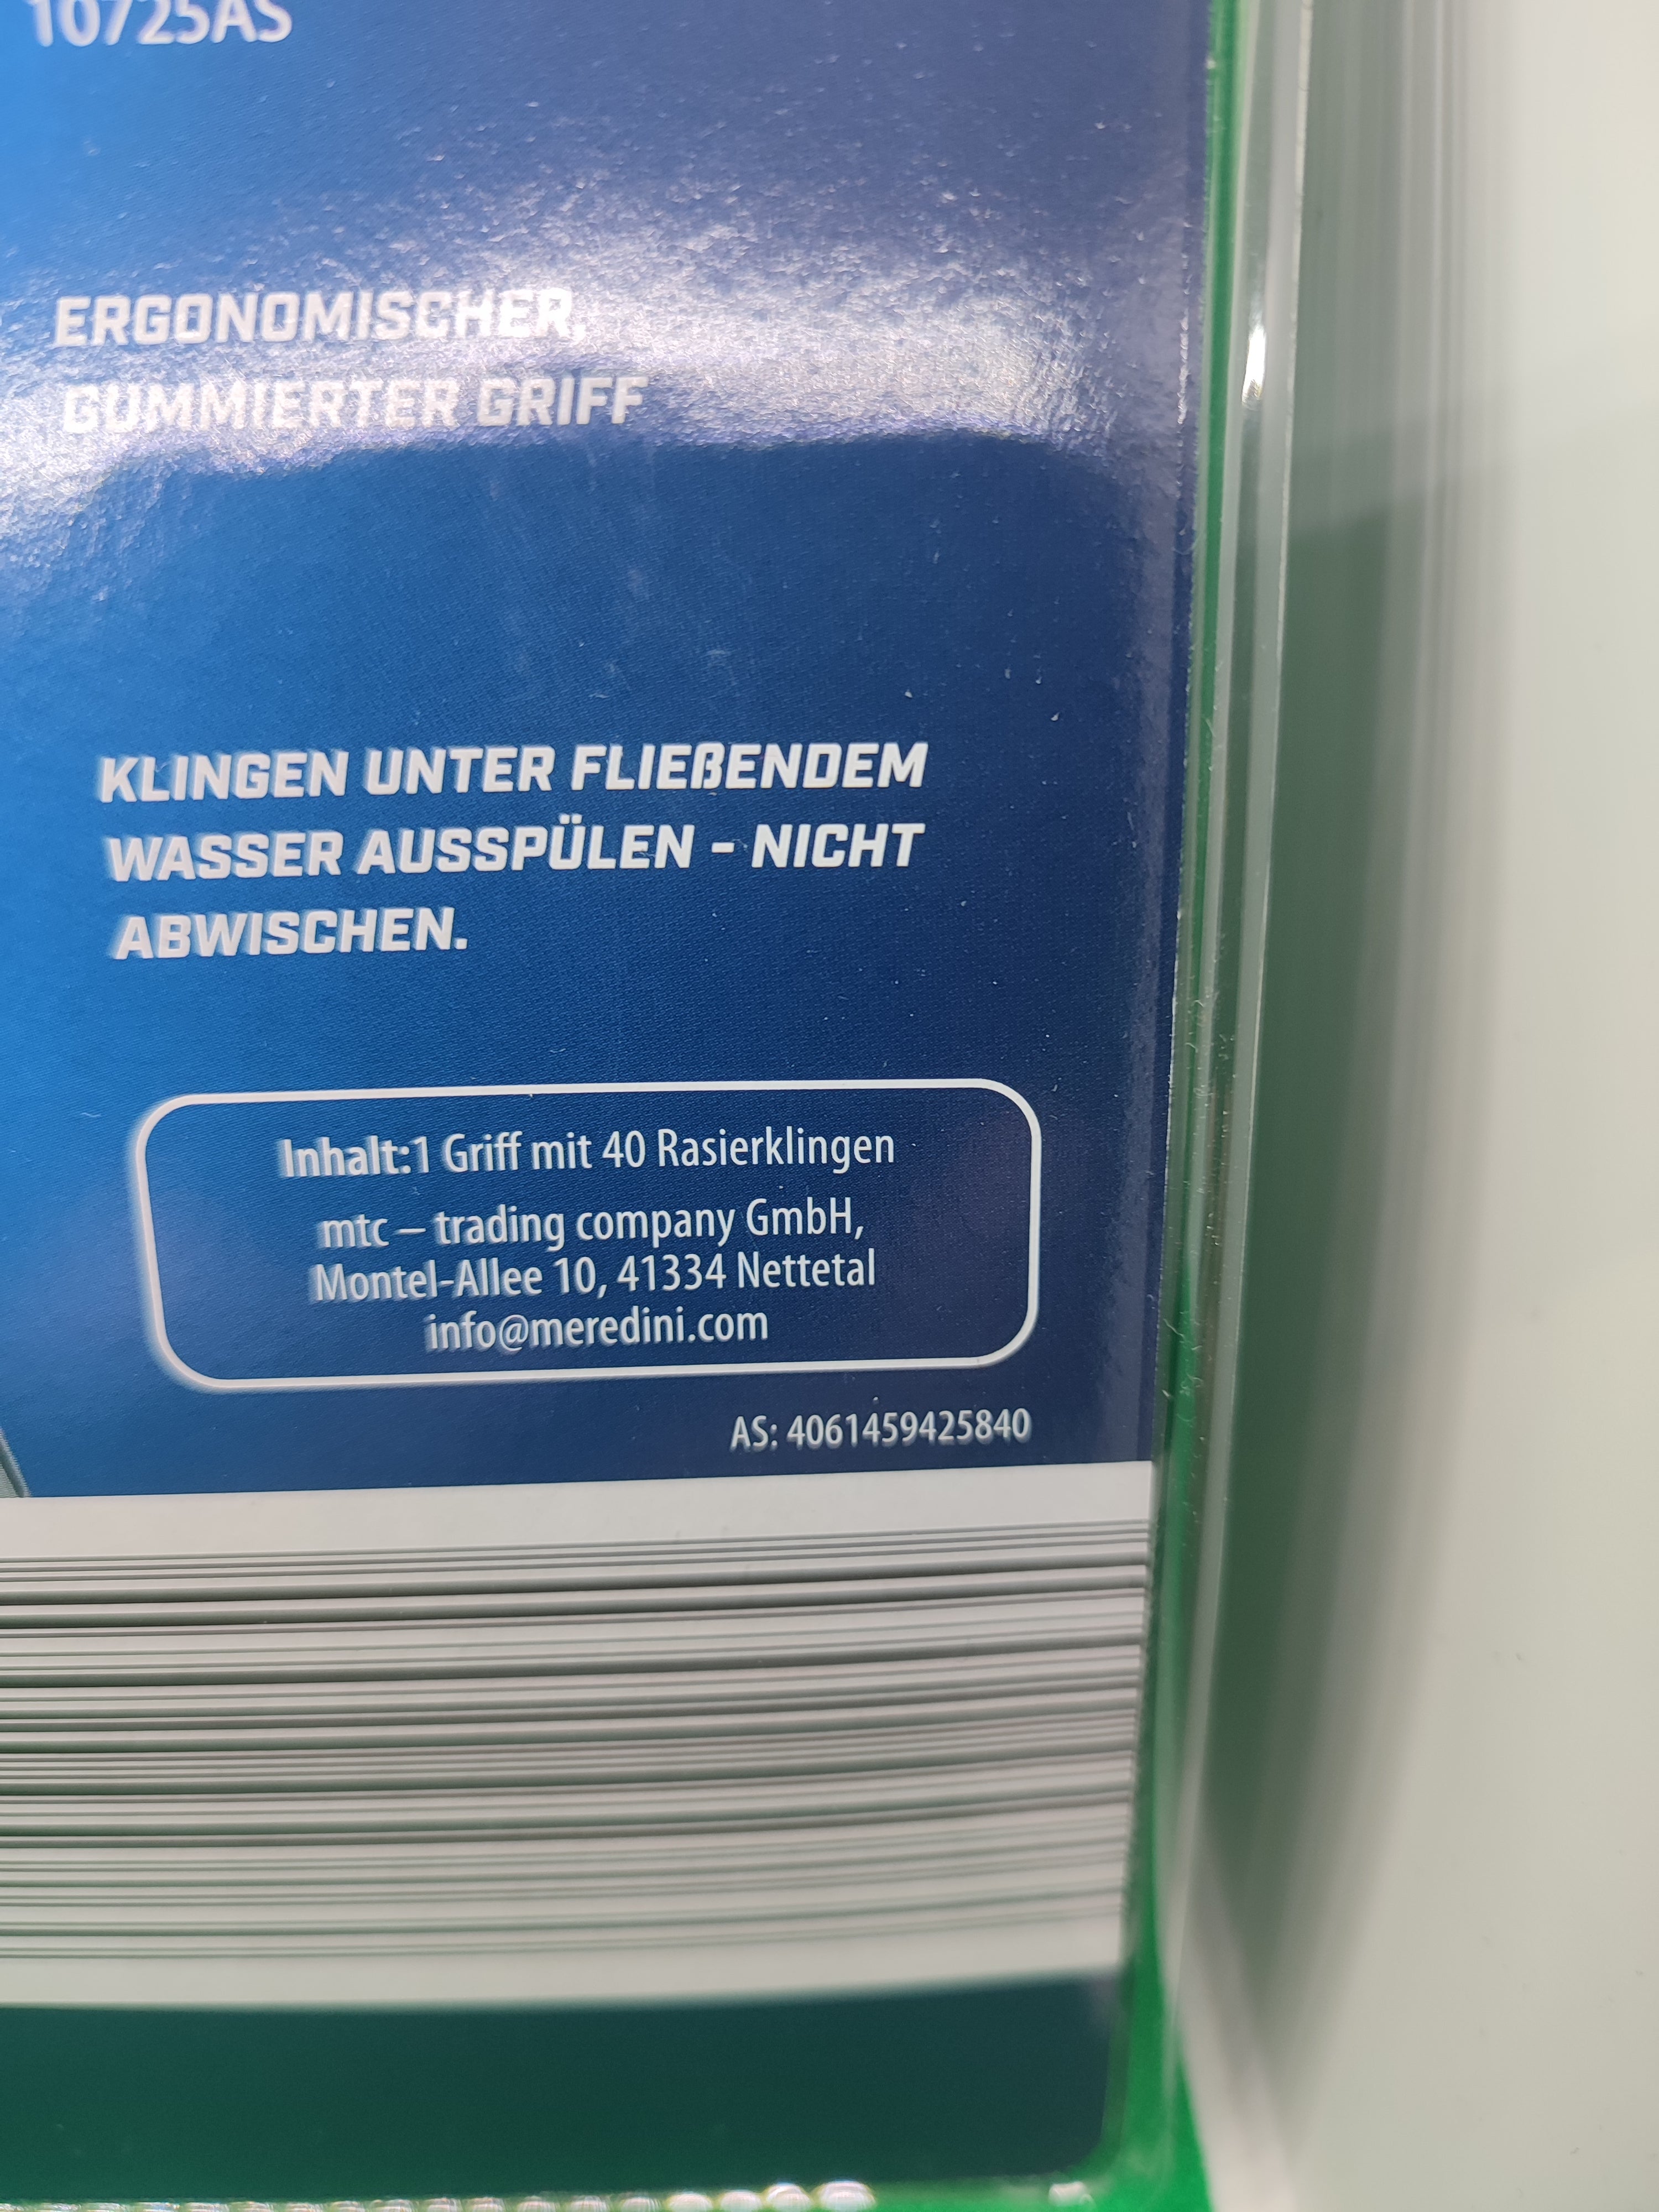 10725AS
ERGONOMISCHER,
GUMMIERTER GRIFF
KLINGEN UNTER FLIEßENDEM
WASSER AUSSPÜLEN - NICHT
ABWISCHEN.
Inhalt:1 Griff mit 40 Rasierklingen
mtc – trading company GmbH,
Montel-Allee 10, 41334 Nettetal
info@meredini.com
AS: 4061459425840